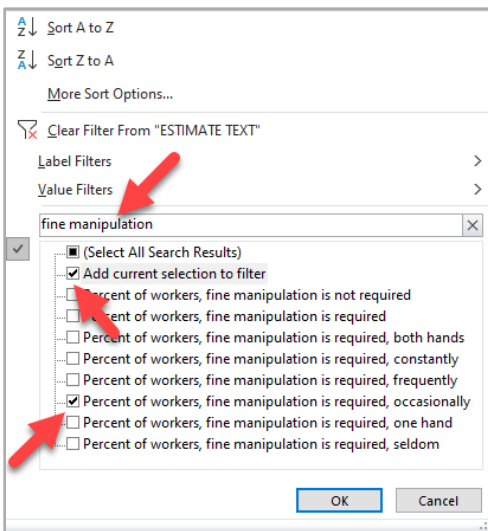 Sort A to Z
Sort Z to A
More Sort Options...
Clear Filter From "ESTIMATE TEXT"
Label Filters
Value Filters
fine manipulation
(Select All Search Results)
Add current selection to filter
Percent of workers, fine manipulation is not required
Percent of workers, fine manipulation is required
Percent of workers, fine manipulation is required, both hands
Percent of workers, fine manipulation is required, constantly
Percent of workers, fine manipulation is required, frequently
Percent of workers, fine manipulation is required, occasionally
Percent of workers, fine manipulation is required, one hand
Percent of workers, fine manipulation is required, seldom
OK Cancel